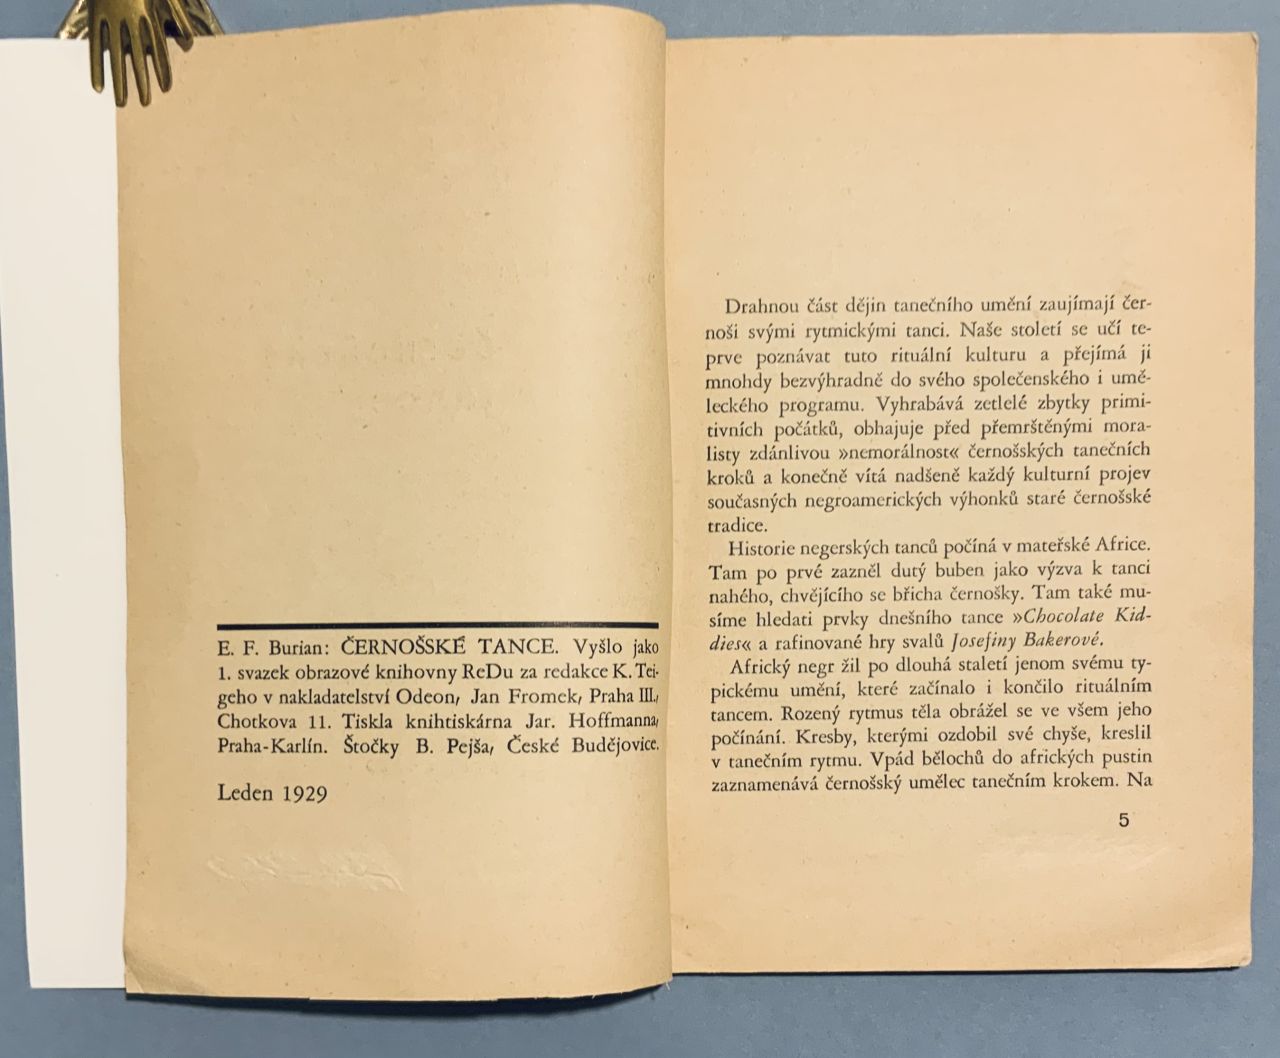 E. F. Burian: ČERNOŠSKÉ TANCE. Vyšlo jako
1. svazek obrazové knihovny ReDu za redakce K. Tei-
geho v nakladatelství Odeon, Jan Fromek, Praha III.,
Chotkova 11. Tiskla knihtiskárna Jar. Hoffmanna,
Praha-Karlín. Štočky B. Pejša, České Budějovice.
Leden 1929
Drahnou část dějin tanečního umění zaujímají čer-
noši svými rytmickými tanci. Naše století se učí te-
prve poznávat tuto rituální kulturu a přejímá ji
mnohdy bezvýhradně do svého společenského i umě-
leckého programu. Vyhrabává zetlelé zbytky primi-
tivních počátků, obhajuje před přemrštěnými mora-
listy zdánlivou »nemorálnost« černošských tanečních
kroků a konečně vítá nadšeně každý kulturní projev
současných negroamerických výhonků staré černošské
tradice.
Historie negerských tanců počíná v mateřské Africe.
Tam po prvé zazněl dutý buben jako výzva k tanci
nahého, chvějícího se břicha černošky. Tam také mu-
síme hledati prvky dnešního tance »Chocolate Kid-
dies« a rafinované hry svalů Josefiny Bakerové.
Africký negr žil po dlouhá staletí jenom svému ty-
pickému umění, které začínalo i končilo rituálním
tancem. Rozený rytmus těla obrážel se ve všem jeho
počínání. Kresby, kterými ozdobil své chyše, kreslil
v tanečním rytmu. Vpád bělochů do afrických pustin
zaznamenává černošský umělec tanečním krokem. Na
5